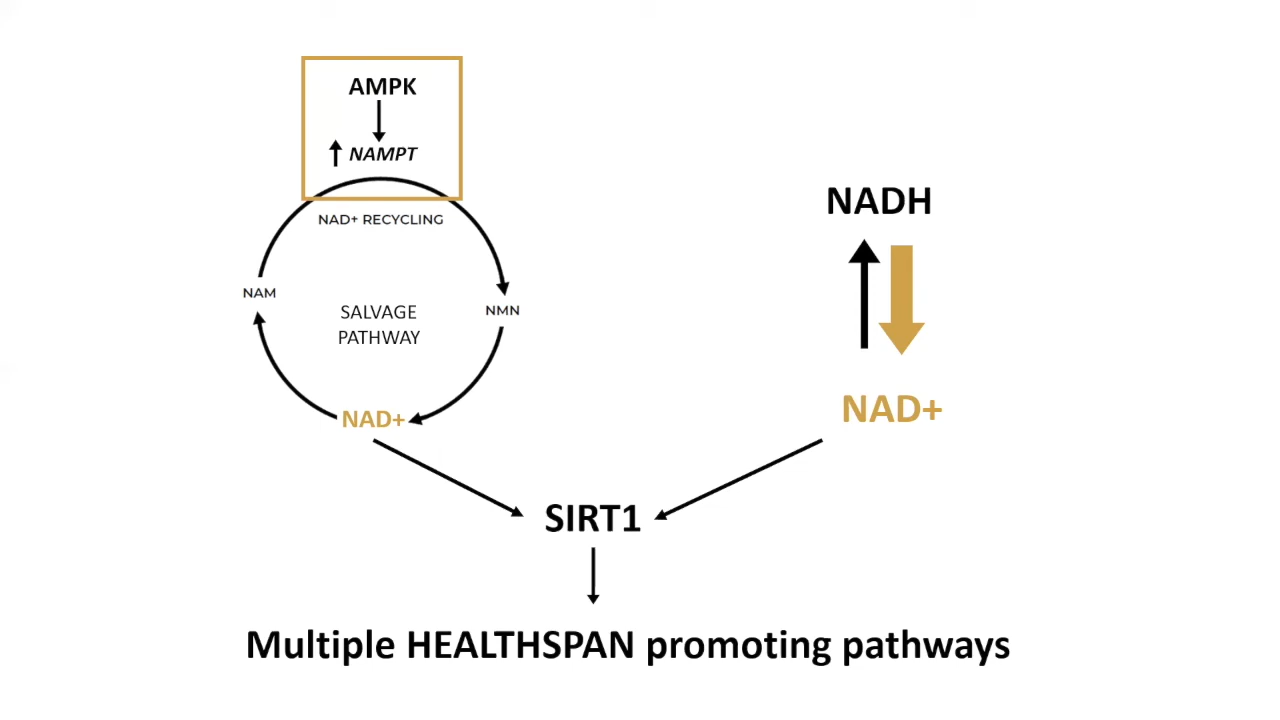 AMPK
NAMPT
NAD+ RECYCLING
NAM
SALVAGE
PATHWAY
NMN
NAD+
NADH
NAD+
SIRT1
Multiple HEALTHSPAN promoting pathways